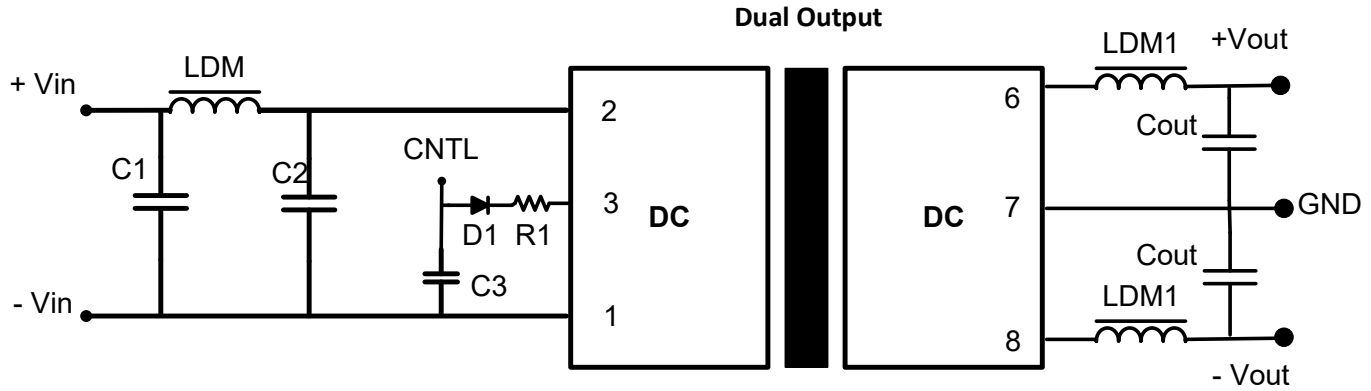 Dual Output
LDM
+ Vin
C1
C2
CNTL
D1
R1
C3
- Vin
2
3
1
DC
DC
6
7
8
LDM1
+Vout
Cout
GND
Cout
LDM1
- Vout